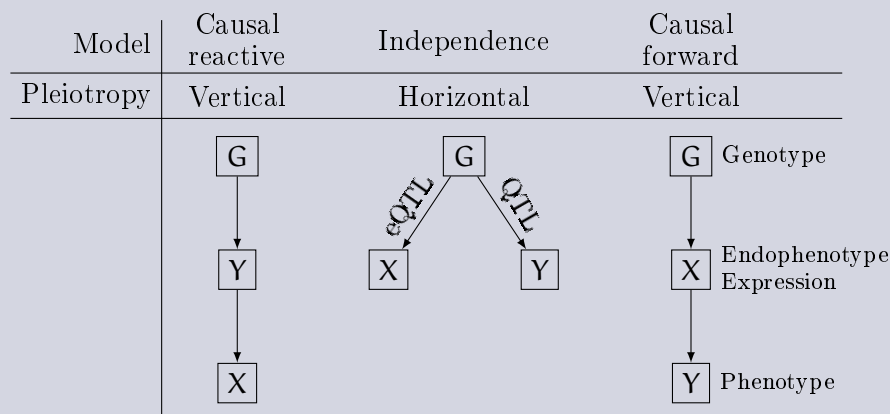 Causal
Model reactive Independence Causal forward
Pleiotropy Vertical Horizontal Vertical
G G G Genotype
eQTL QTL
Y X Y X Endophenotype
Expression
X Y Phenotype